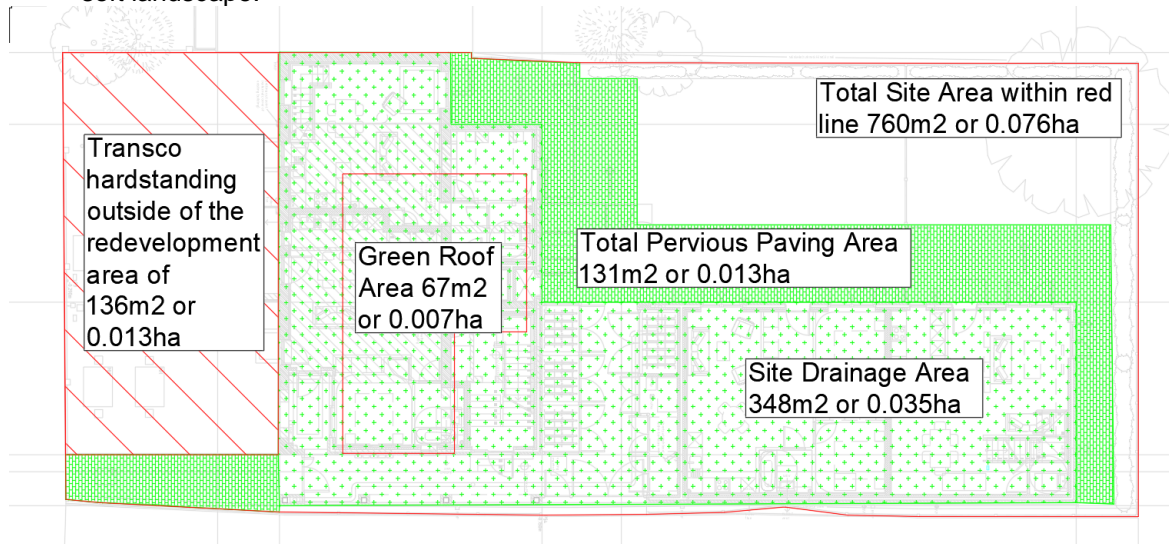 soft landscape.
Total Site Area within red
line 760m2 or 0.076ha
Transco
hardstanding
outside of the
redevelopment
area of
136m2 or
0.013ha
Green Roof
Area 67m2
or 0.007ha
Total Pervious Paving Area
131m2 or 0.013ha
Site Drainage Area
348m2 or 0.035ha